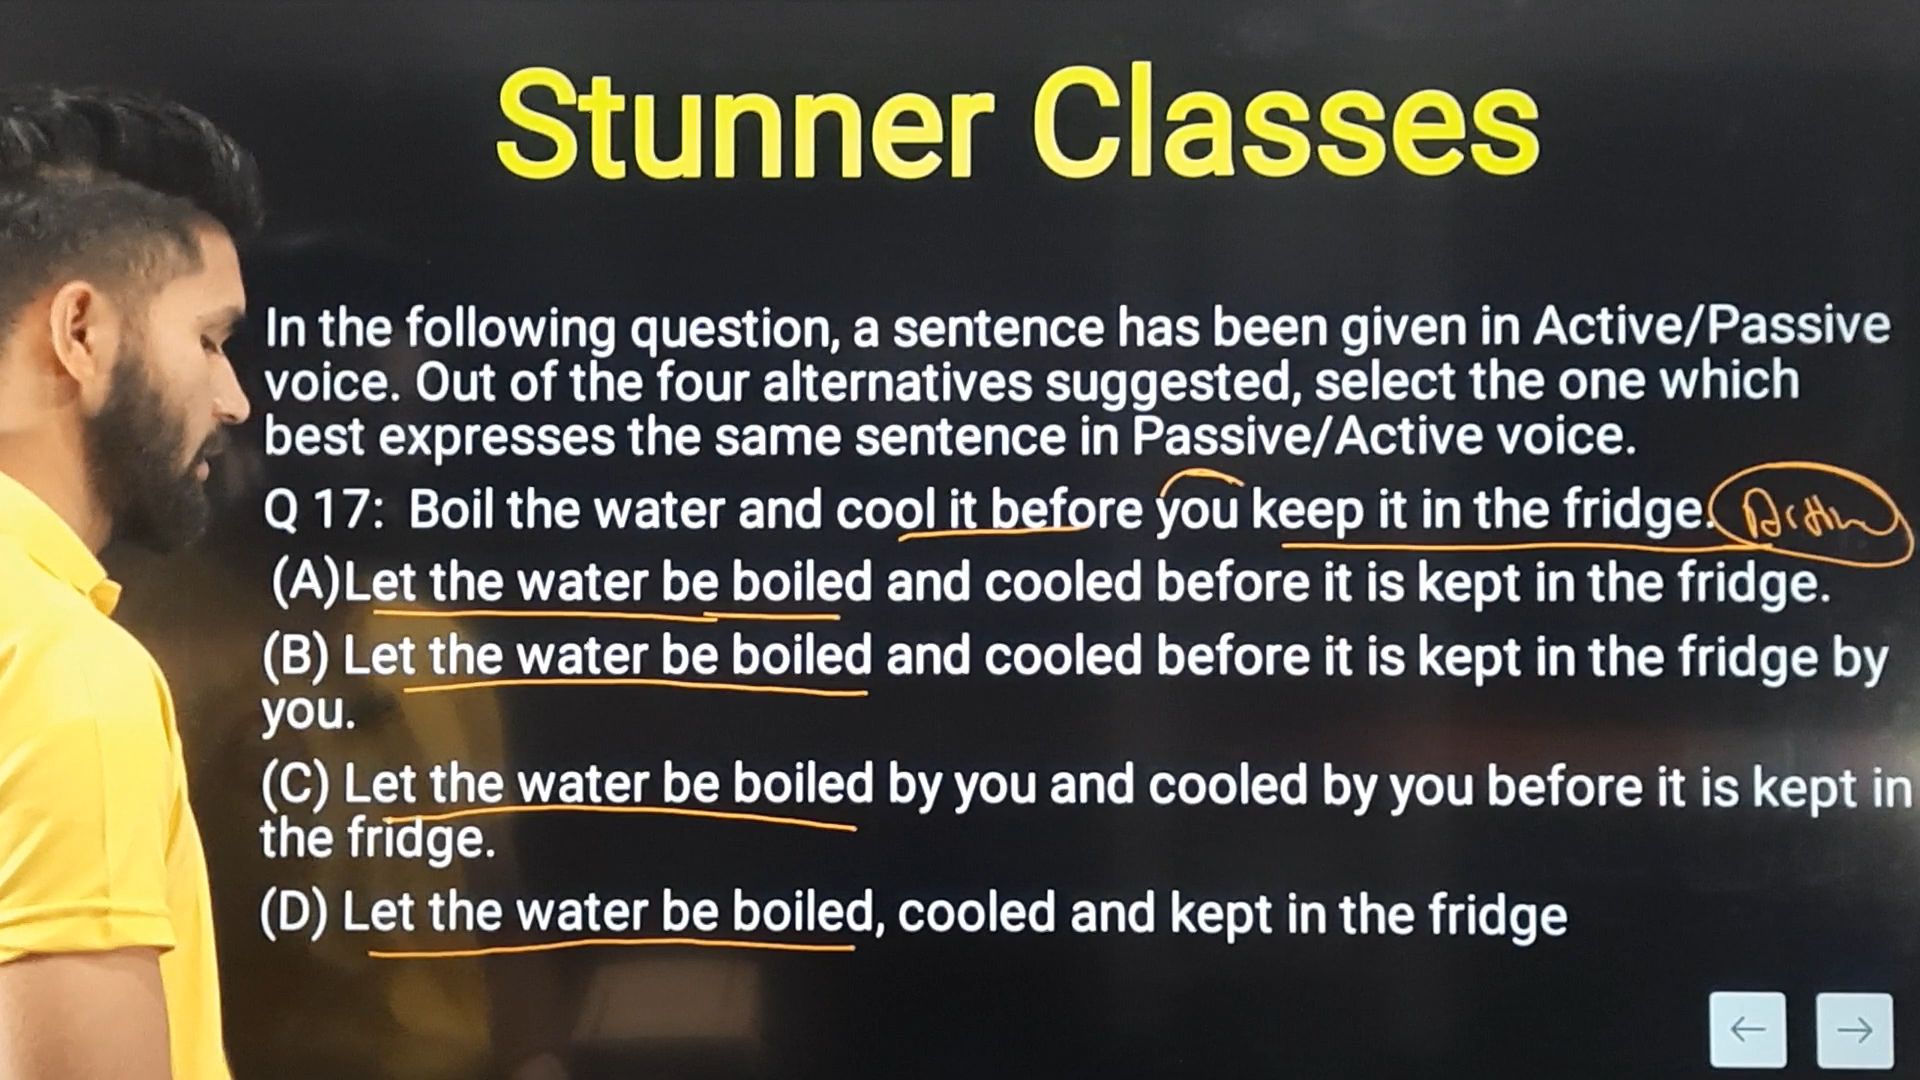 Stunner Classes
In the following question, a sentence has been given in Active/Passive
voice. Out of the four alternatives suggested, select the one which
best expresses the same sentence in Passive/Active voice.
Q 17: Boil the water and cool it before you keep it in the fridge.
(A)Let the water be boiled and cooled before it is kept in the fridge.
(B) Let the water be boiled and cooled before it is kept in the fridge by
you.
(C) Let the water be boiled by you and cooled by you before it is kept in
the fridge.
(D) Let the water be boiled, cooled and kept in the fridge